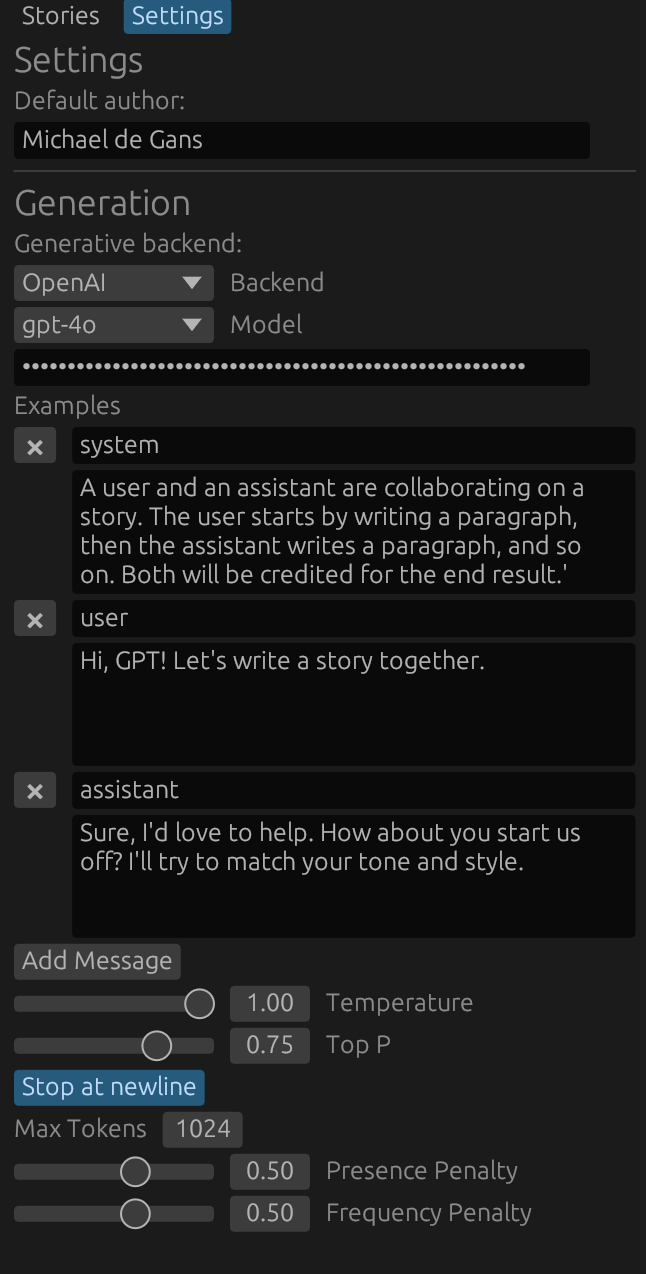 Stories Settings
Settings
Default author:
Michael de Gans
Generation
Generative backend:
OpenAI Backend
gpt-4o Model
••••••••••••••••••••••••••••••••••••••••••••••••••••••••
Examples
× system
A user and an assistant are collaborating on a
story. The user starts by writing a paragraph,
then the assistant writes a paragraph, and so
on. Both will be credited for the end result.'
× user
Hi, GPT! Let's write a story together.
× assistant
Sure, I'd love to help. How about you start us
off? I'll try to match your tone and style.
Add Message
1.00 Temperature
0.75 Top P
Stop at newline
Max Tokens 1024
0.50 Presence Penalty
0.50 Frequency Penalty